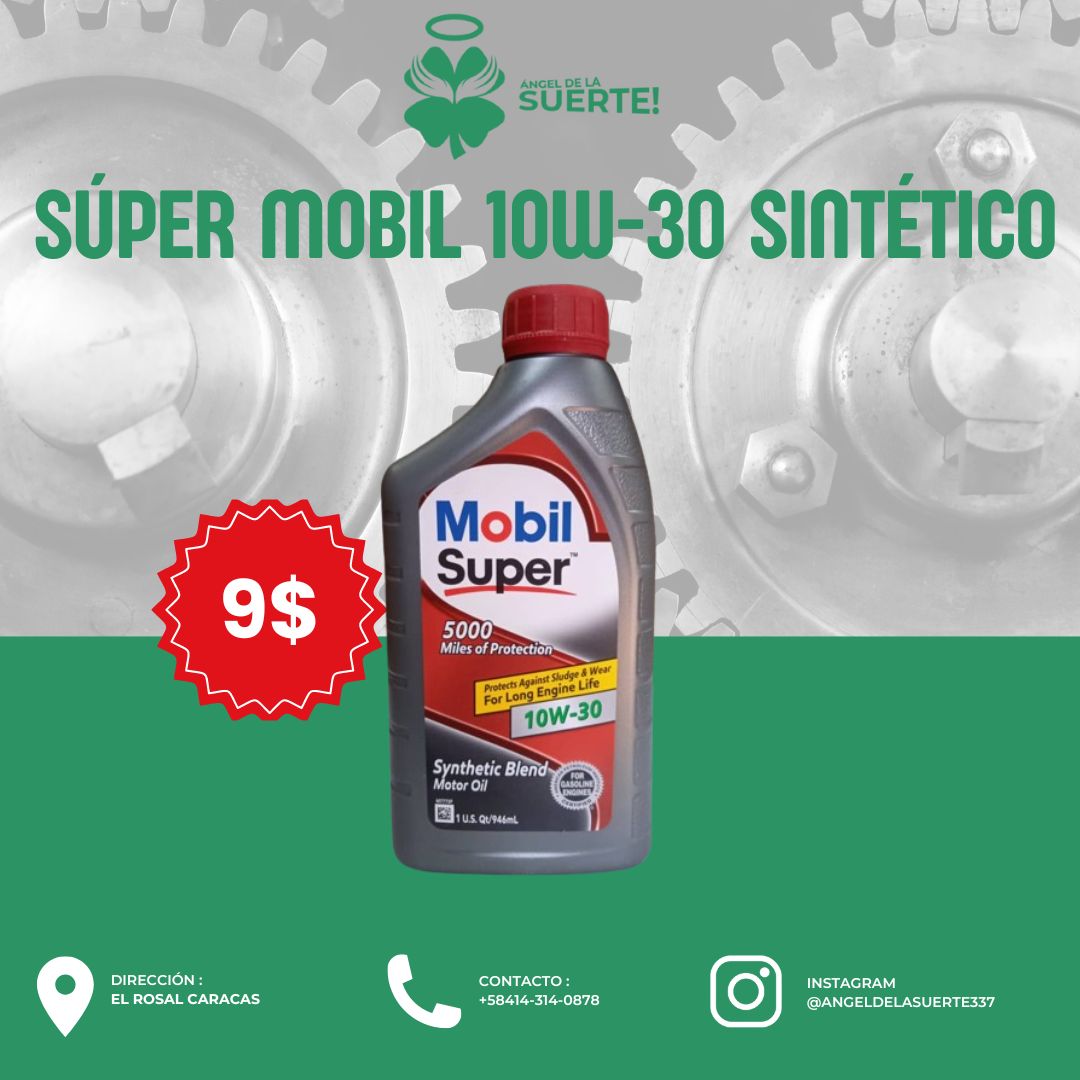 ÁNGEL DE LA
SUERTE!
SÚPER MOBIL 10W-30 SINTÉTICO
9$
Mobil
Super™
5000
Miles of Protection
Protects Against Sludge & Wear
For Long Engine Life
10W-30
Synthetic Blend
Motor Oil
FOR
GASOLINE
ENGINES
CERTIFIED
1 U.S. Qt/946mL
DIRECCIÓN :
EL ROSAL CARACAS
CONTACTO :
+58414-314-0878
INSTAGRAM
@ANGELDELASUERTE337